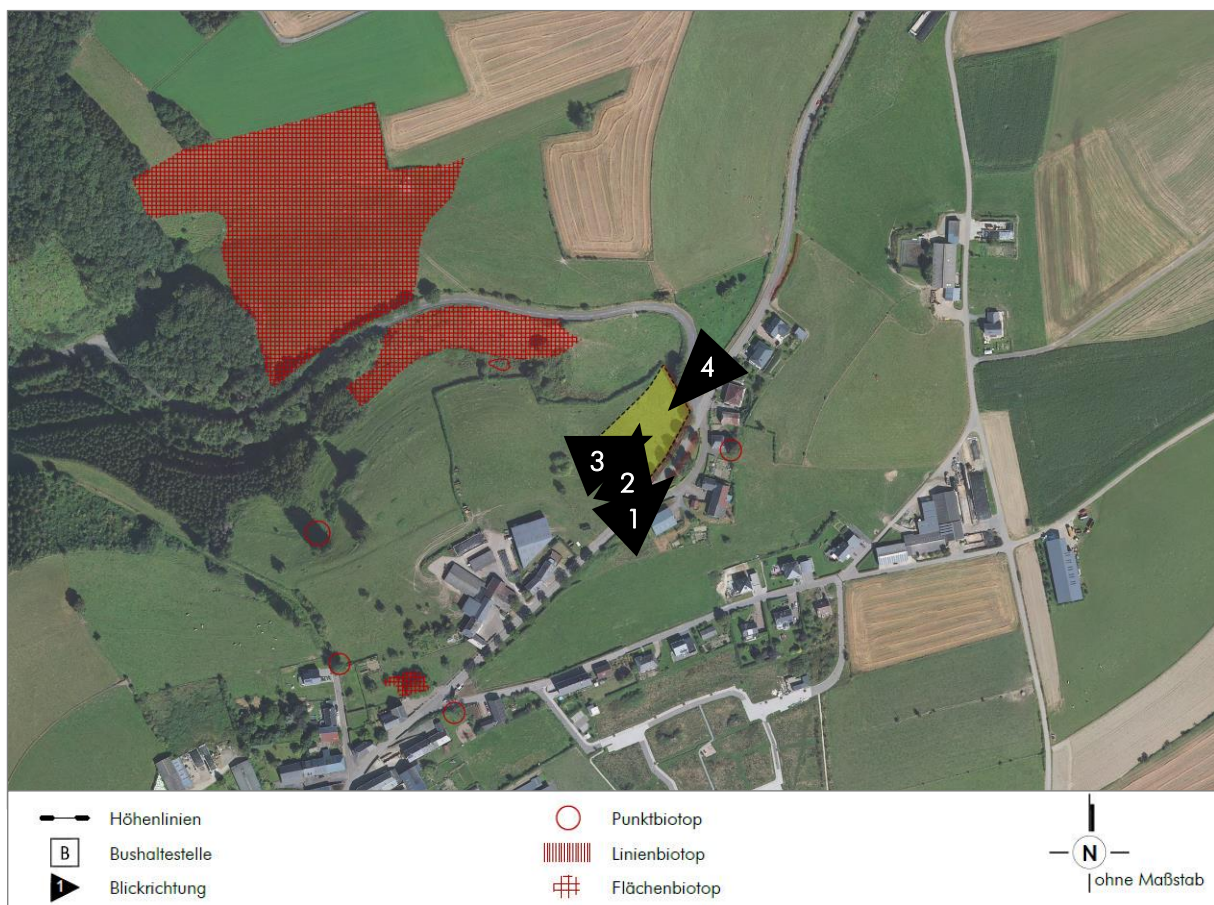 4
3
2
1
Höhenlinien
B Bushaltestelle
1 Blickrichtung
Punktbiotop
Linienbiotop
Flächenbiotop
N
ohne Maßstab